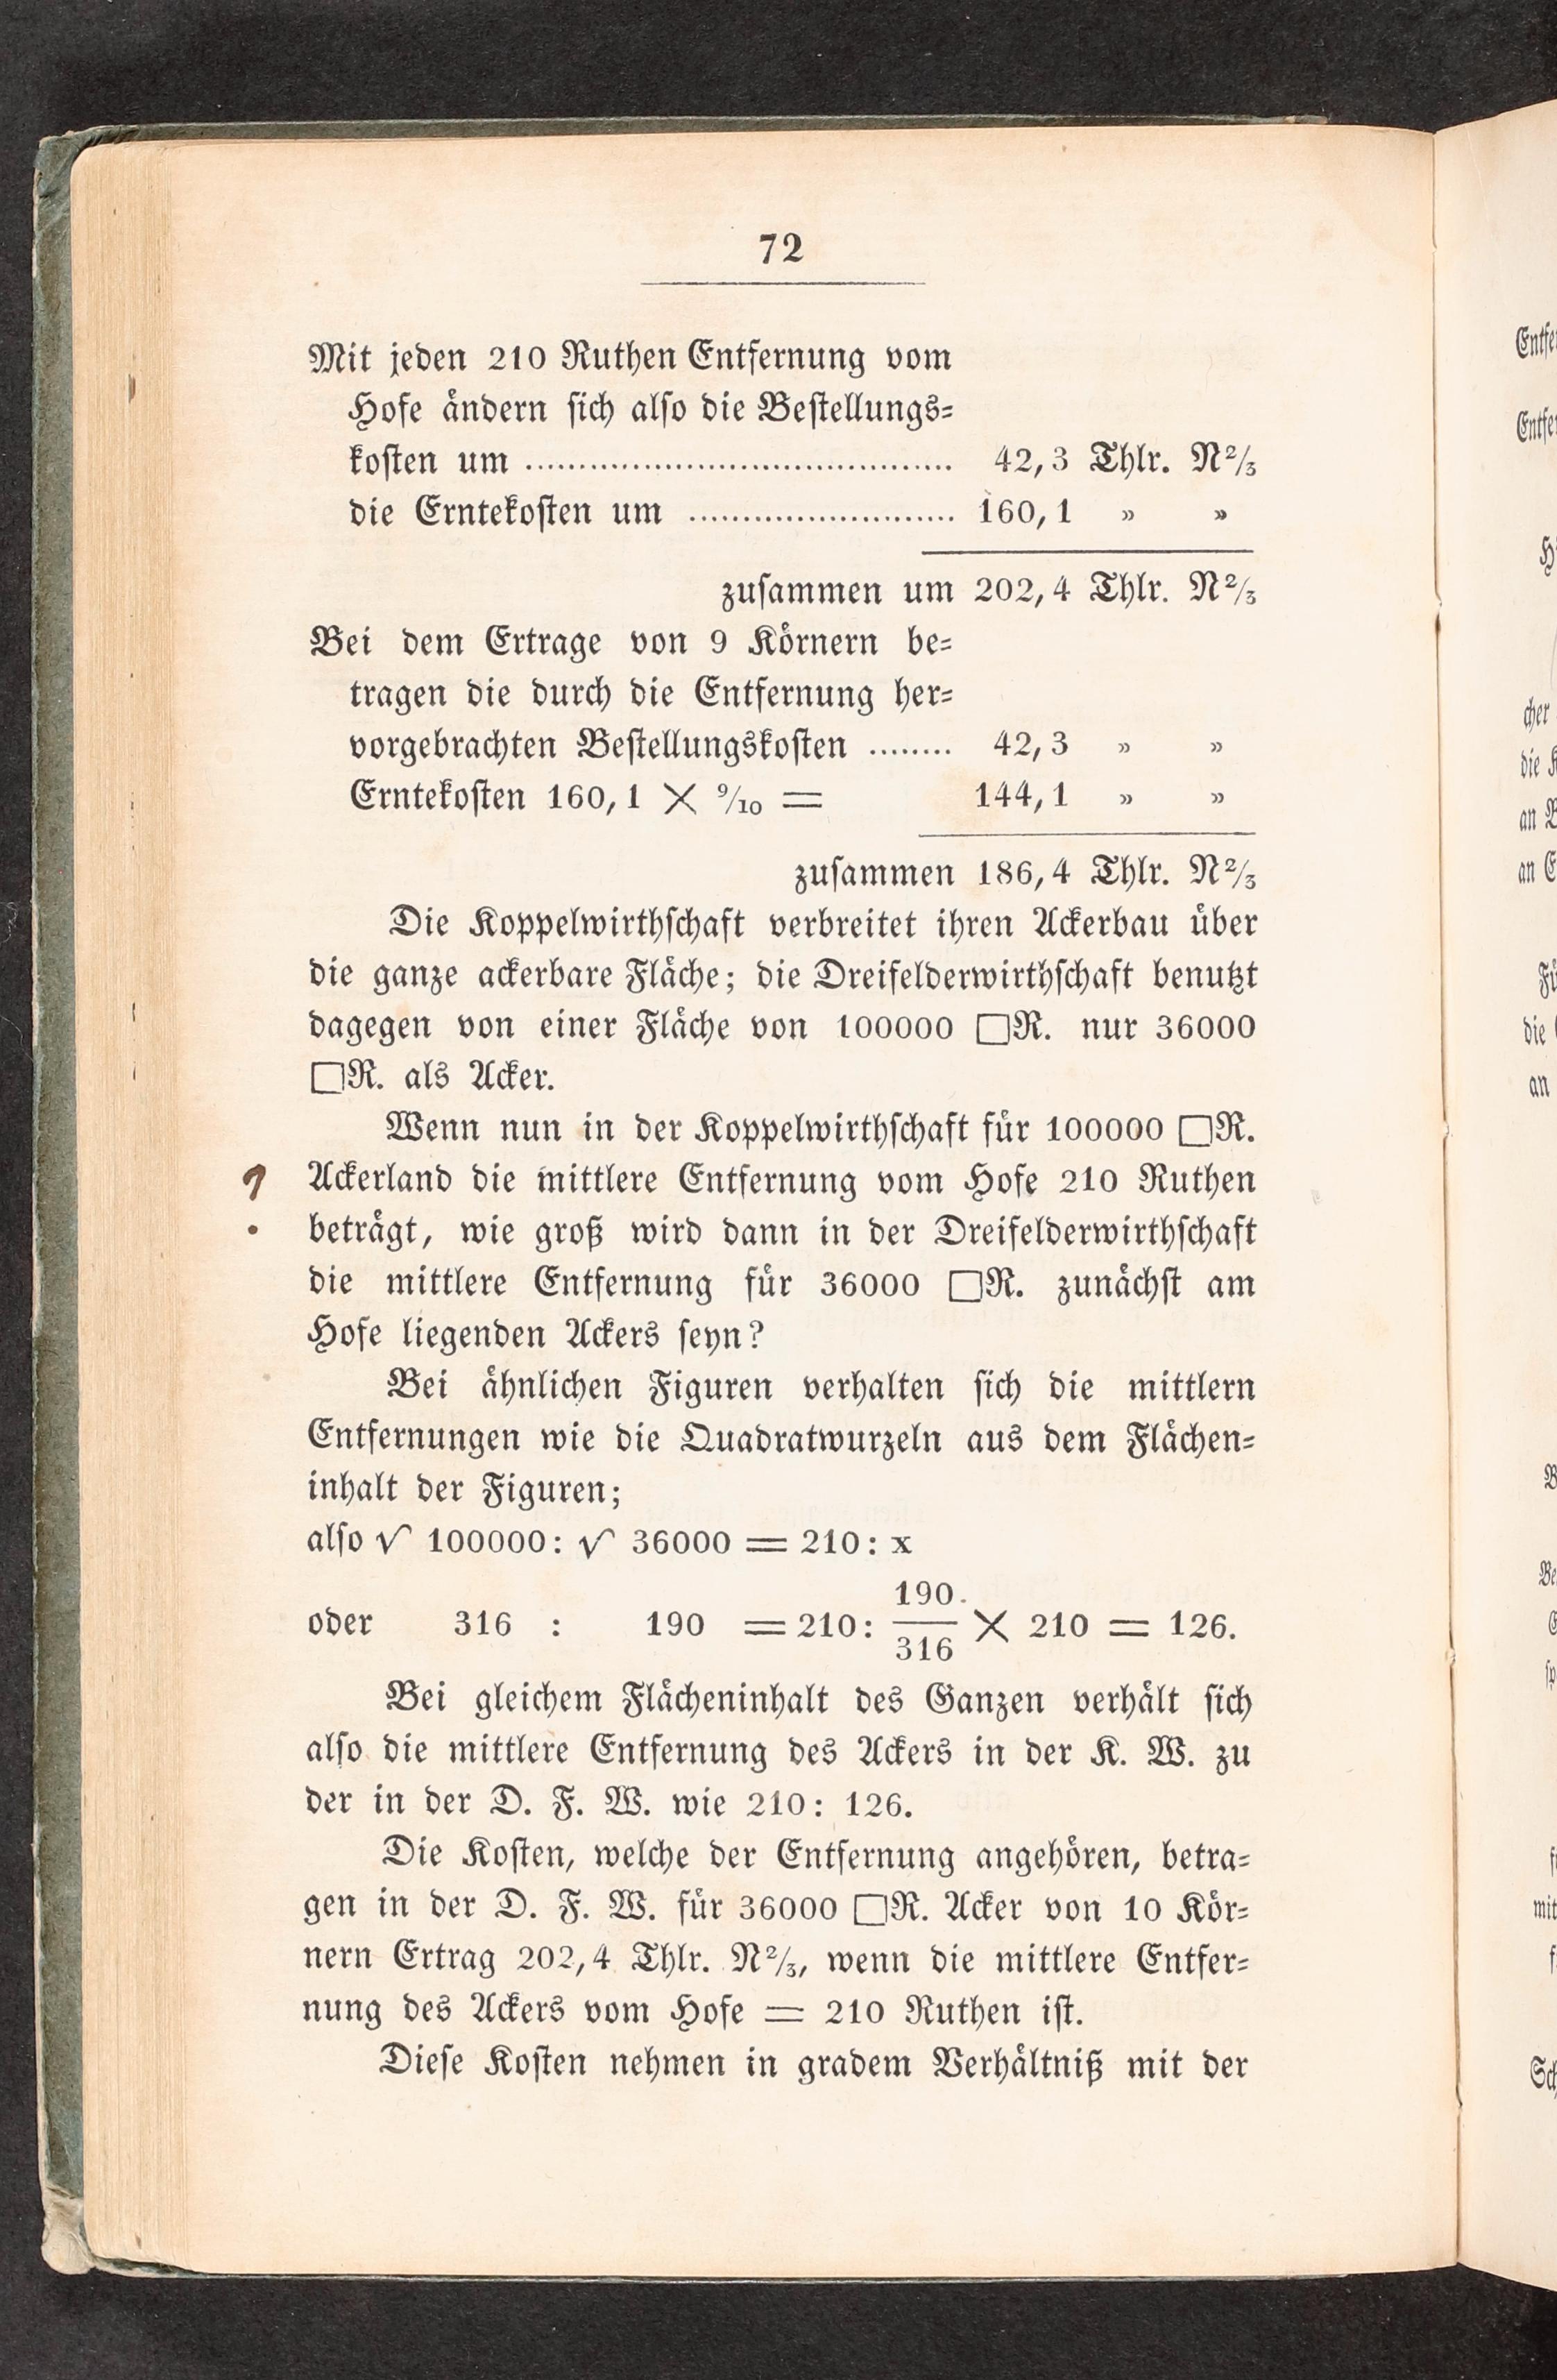 72
Mit jeden 210 Ruthen Entfernung vom
Hofe ändern sich also die Bestellungs=
kosten um ........................................ 42,3 Thlr. N2/3
die Erntekosten um ......................... 160,1 » »
zusammen um 202,4 Thlr. N2/3
Bei dem Ertrage von 9 Körnern be=
tragen die durch die Entfernung her=
vorgebrachten Bestellungskosten ........ 42,3 » »
Erntekosten 160,1 × 9/10 = 144,1 » »
zusammen 186,4 Thlr. N2/3
Die Koppelwirthschaft verbreitet ihren Ackerbau über
die ganze ackerbare Fläche; die Dreifelderwirthschaft benutzt
dagegen von einer Fläche von 100000 □R. nur 36000
□R. als Acker.
Wenn nun in der Koppelwirthschaft für 100000 □R.
? Ackerland die mittlere Entfernung vom Hofe 210 Ruthen
beträgt, wie groß wird dann in der Dreifelderwirthschaft
die mittlere Entfernung für 36000 □R. zunächst am
Hofe liegenden Ackers seyn?
Bei ähnlichen Figuren verhalten sich die mittlern
Entfernungen wie die Quadratwurzeln aus dem Flächen=
inhalt der Figuren;
also √ 100000: √ 36000 = 210: x
oder 316 : 190 = 210: 190/316 × 210 = 126.
Bei gleichem Flächeninhalt des Ganzen verhält sich
also die mittlere Entfernung des Ackers in der K. W. zu
der in der D. F. W. wie 210: 126.
Die Kosten, welche der Entfernung angehören, betra=
gen in der D. F. W. für 36000 □R. Acker von 10 Kör=
nern Ertrag 202,4 Thlr. N2/3, wenn die mittlere Entfer=
nung des Ackers vom Hofe = 210 Ruthen ist.
Diese Kosten nehmen in gradem Verhältniß mit der